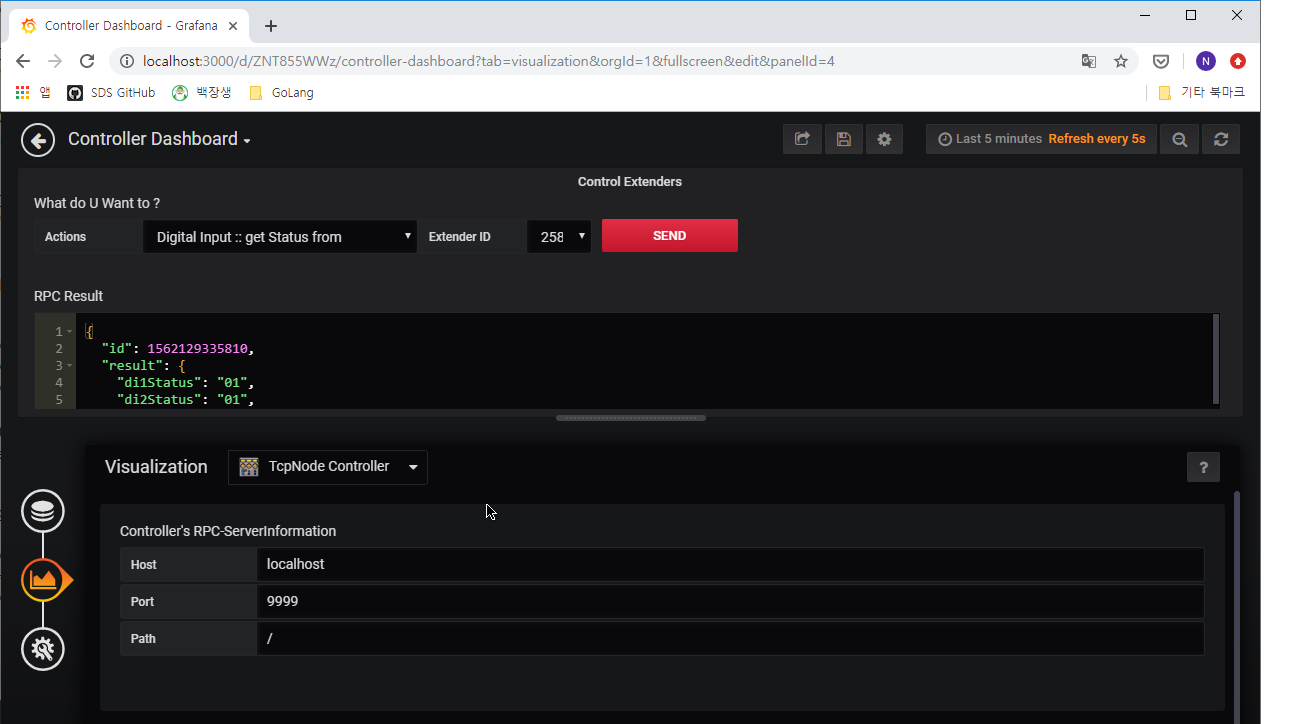 Controller Dashboard - Grafana
localhost:3000/d/ZNT855WWz/controller-dashboard?tab=visualization&orgId=1&fullscreen&edit&panelId=4
N
앱 SDS GitHub 백장생 GoLang 기타 북마크
Controller Dashboard
Last 5 minutes Refresh every 5s
Control Extenders
What do U Want to ?
Actions Digital Input :: get Status from Extender ID 258 SEND
RPC Result
1 {
2 "id": 1562129335810,
3 "result": {
4 "di1Status": "01",
5 "di2Status": "01",
Visualization TcpNode Controller ?
Controller's RPC-ServerInformation
Host localhost
Port 9999
Path /